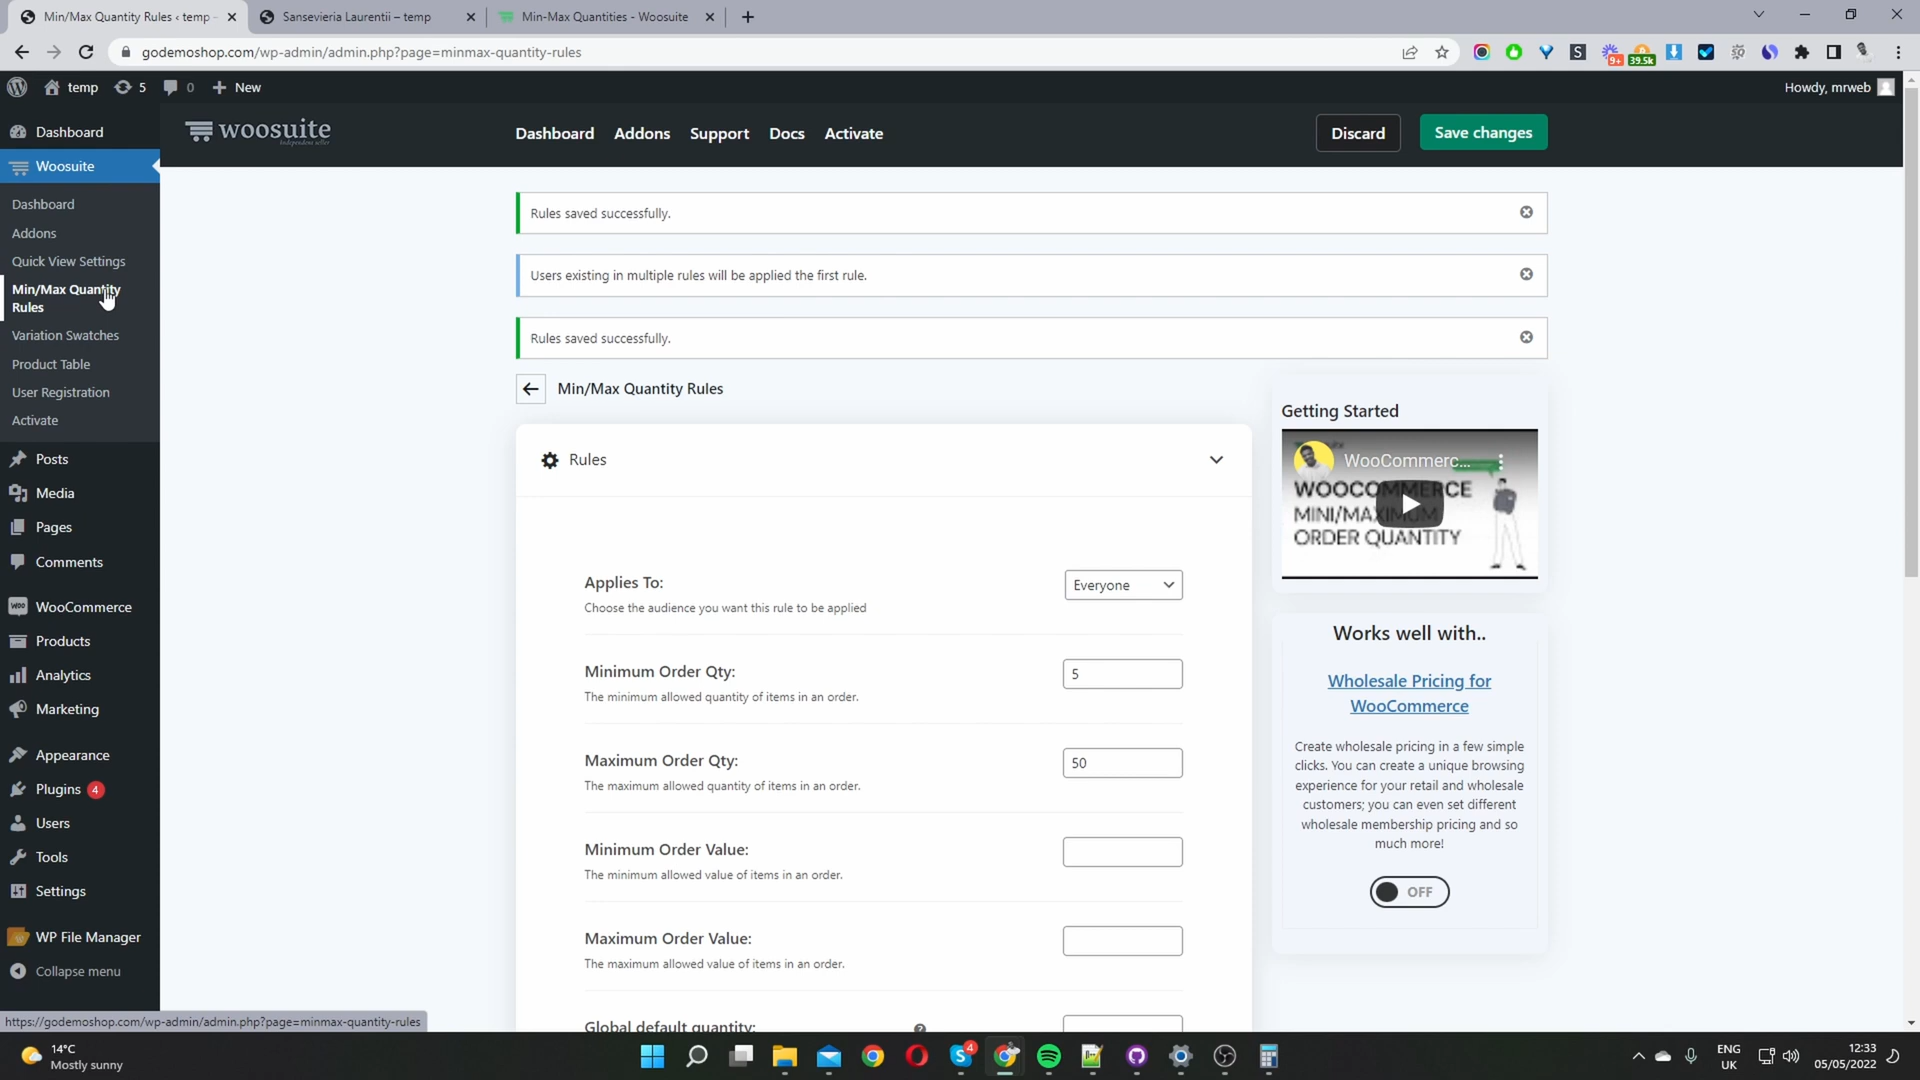 Min/Max Quantity Rules ‹ temp
Sansevieria Laurentii – temp
Min-Max Quantities - Woosuite
godemoshop.com/wp-admin/admin.php?page=minmax-quantity-rules
S
9+
39.5k
temp
5
0
New
Howdy, mrweb
woosuite
Dashboard
Addons
Support
Docs
Activate
Discard
Save changes
Dashboard
Woosuite
Dashboard
Addons
Quick View Settings
Min/Max Quantity
Rules
Variation Swatches
Product Table
User Registration
Activate
Posts
Media
Pages
Comments
WooCommerce
Products
Analytics
Marketing
Appearance
Plugins 4
Users
Tools
Settings
WP File Manager
Collapse menu
Rules saved successfully.
Users existing in multiple rules will be applied the first rule.
Rules saved successfully.
Min/Max Quantity Rules
Rules
Applies To:
Everyone
Choose the audience you want this rule to be applied
Minimum Order Qty:
5
The minimum allowed quantity of items in an order.
Maximum Order Qty:
50
The maximum allowed quantity of items in an order.
Minimum Order Value:
The minimum allowed value of items in an order.
Maximum Order Value:
The maximum allowed value of items in an order.
Global default quantity:
Getting Started
WooCommerc...
WOOCOMMERCE
MINI/MAXIMUM
ORDER QUANTITY
Works well with..
Wholesale Pricing for
WooCommerce
Create wholesale pricing in a few simple
clicks. You can create a unique browsing
experience for your retail and wholesale
customers; you can even set different
wholesale membership pricing and so
much more!
OFF
https://godemoshop.com/wp-admin/admin.php?page=minmax-quantity-rules
14°C
Mostly sunny
4
ENG
UK
12:33
05/05/2022